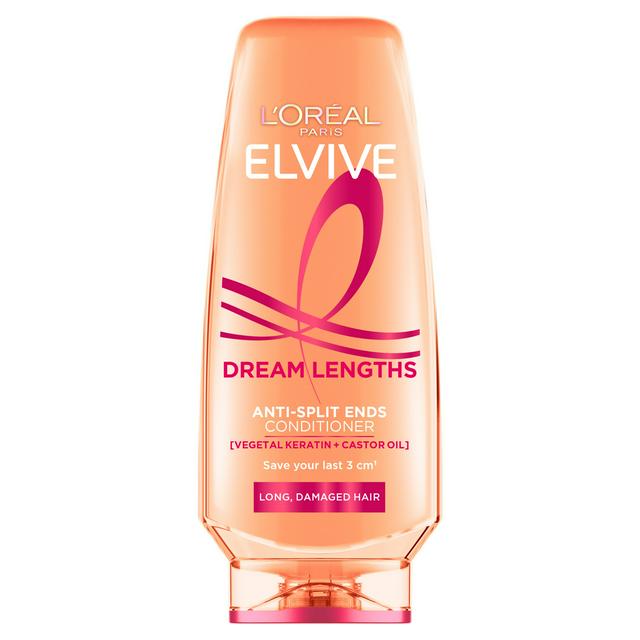 L'ORÉAL
PARIS
ELVIVE
DREAM LENGTHS
ANTI-SPLIT ENDS
CONDITIONER
[VEGETAL KERATIN + CASTOR OIL]
Save your last 3 cm¹
LONG, DAMAGED HAIR